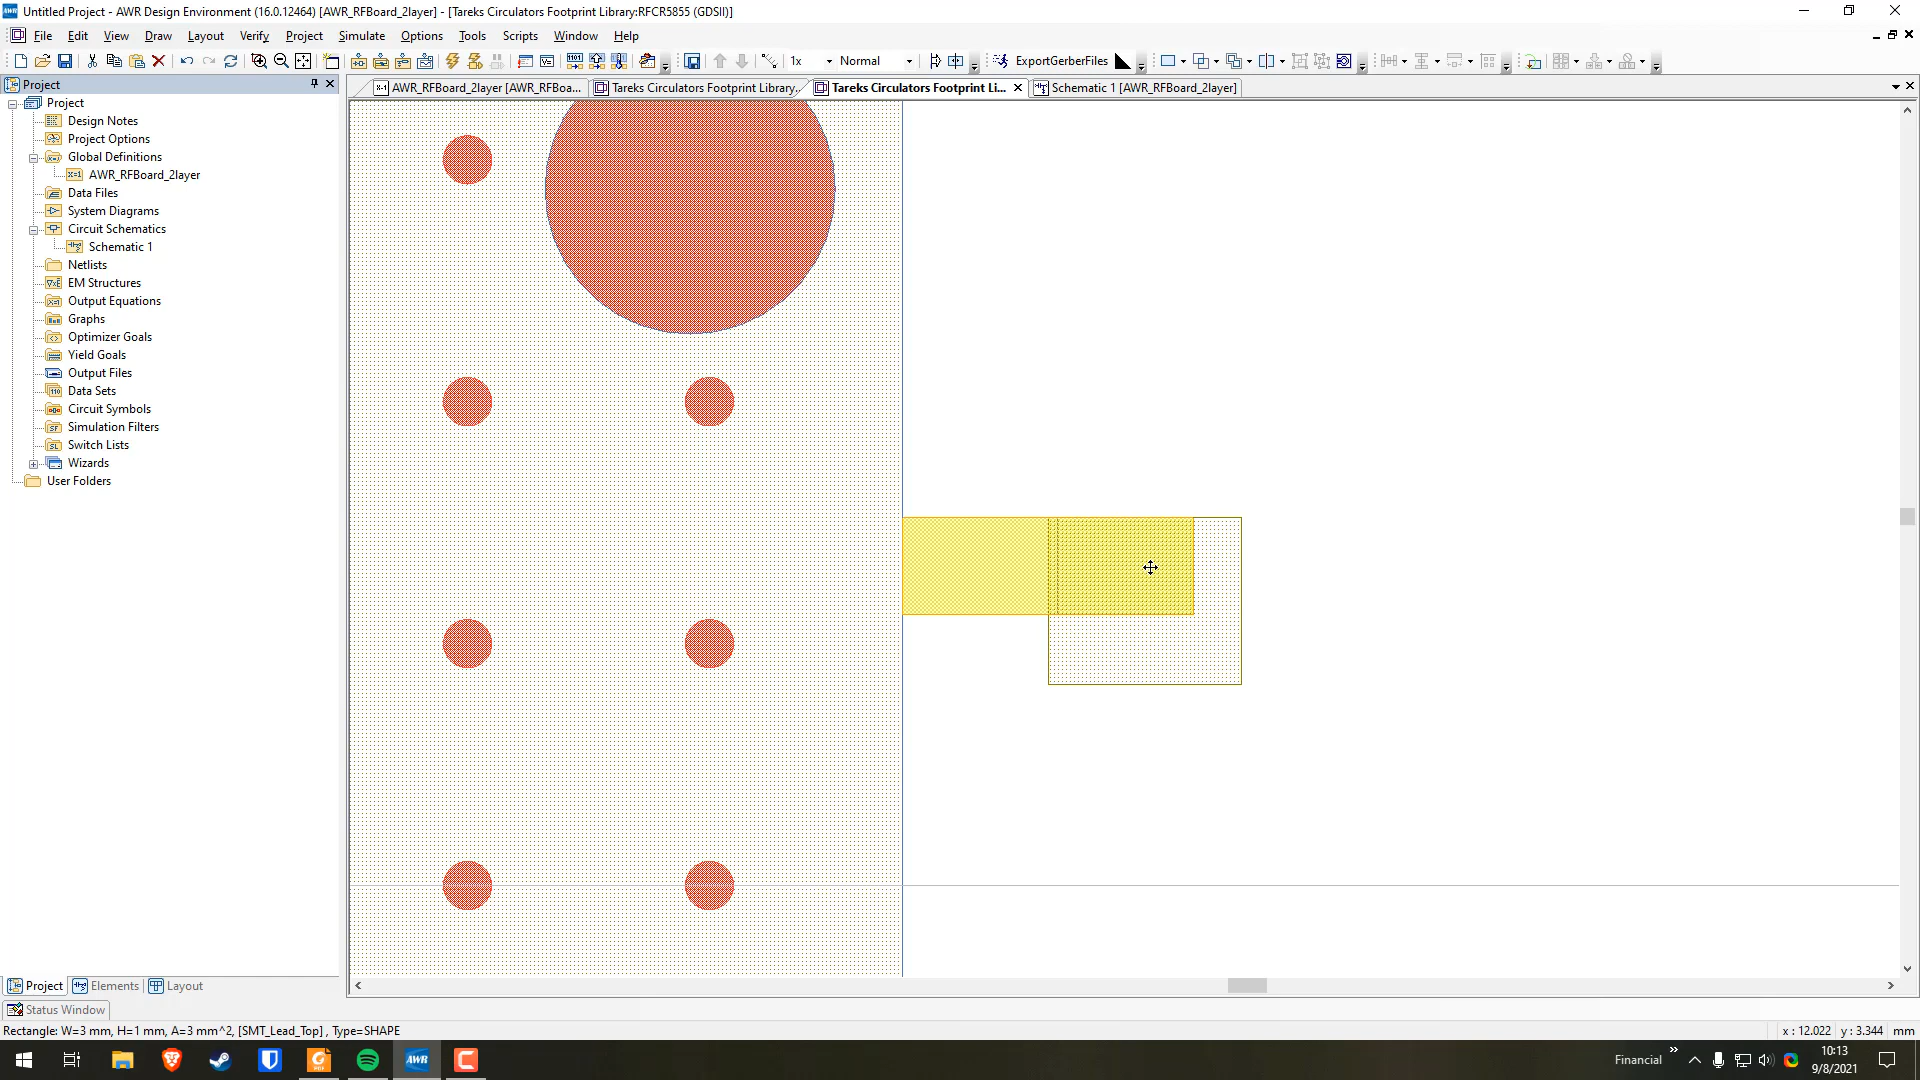 Untitled Project - AWR Design Environment (16.0.12464) [AWR_RFBoard_2layer] - [Tareks Circulators Footprint Library:RFCR5855 (GDSII)]
File Edit View Draw Layout Verify Project Simulate Options Tools Scripts Window Help
1x Normal ExportGerberFiles
Project
AWR_RFBoard_2layer [AWR_RFBoa... Tareks Circulators Footprint Library... Tareks Circulators Footprint Li... Schematic 1 [AWR_RFBoard_2layer]
Project
Design Notes
Project Options
Global Definitions
AWR_RFBoard_2layer
Data Files
System Diagrams
Circuit Schematics
Schematic 1
Netlists
EM Structures
Output Equations
Graphs
Optimizer Goals
Yield Goals
Output Files
Data Sets
Circuit Symbols
Simulation Filters
Switch Lists
Wizards
User Folders
Project Elements Layout
Status Window
Rectangle: W=3 mm, H=1 mm, A=3 mm^2, [SMT_Lead_Top] , Type=SHAPE x : 12.022 y : 3.344 mm
Financial
10:13
9/8/2021